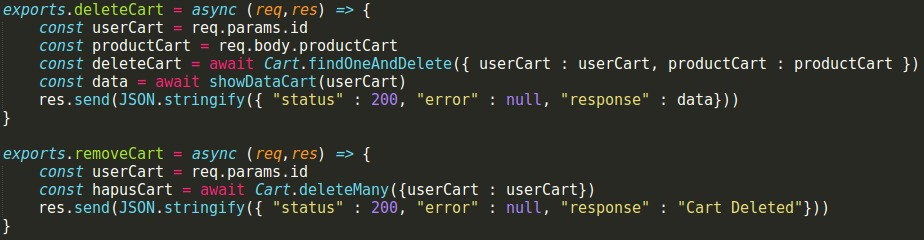 exports.deleteCart = async (req,res) => {
    const userCart = req.params.id
    const productCart = req.body.productCart
    const deleteCart = await Cart.findOneAndDelete({ userCart : userCart, productCart : productCart })
    const data = await showDataCart(userCart)
    res.send(JSON.stringify({ "status" : 200, "error" : null, "response" : data}))
}

exports.removeCart = async (req,res) => {
    const userCart = req.params.id
    const hapusCart = await Cart.deleteMany({userCart : userCart})
    res.send(JSON.stringify({ "status" : 200, "error" : null, "response" : "Cart Deleted"}))
}